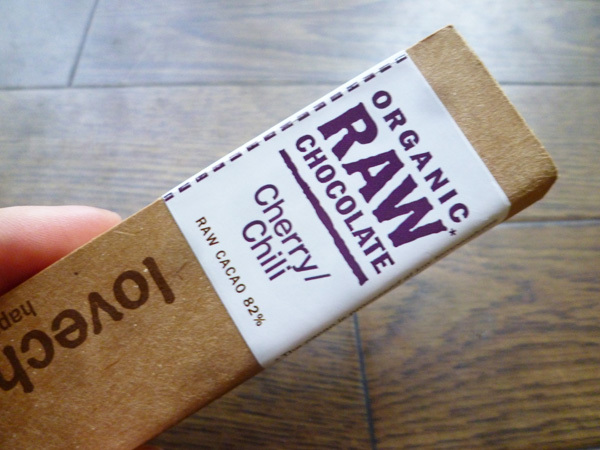 ORGANIC
RAW*
CHOCOLATE
Cherry/
Chili
RAW CACAO 82%
lovech
hap